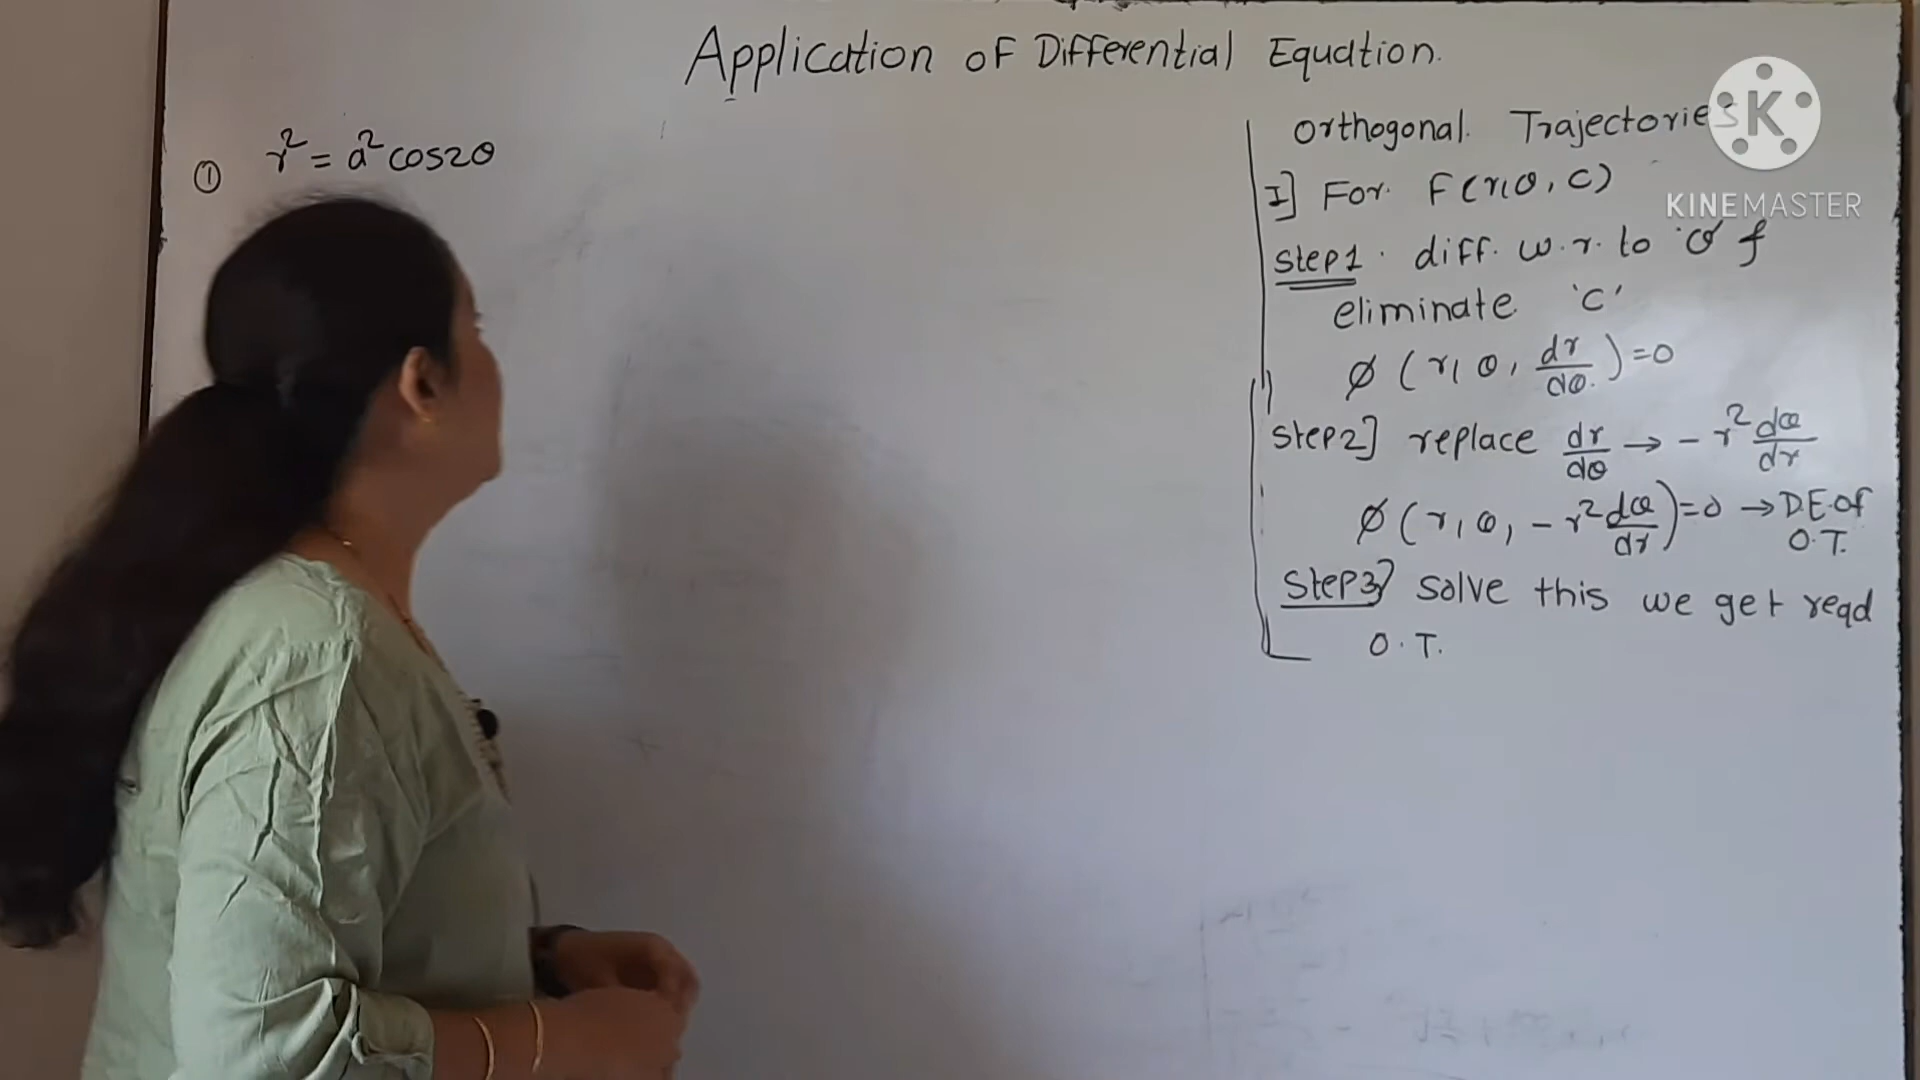 Application of Differential Equation.
① r² = a² cos2θ
Orthogonal Trajectories
I] For F(r, θ, c)
Step1. diff. w.r. to 'θ' &
eliminate 'c'
ø (r, θ, dr/dθ.) = 0
Step2] replace dr/dθ → - r² dθ/dr
ø (r, θ, - r² dθ/dr) = 0 → D.E. of O.T.
Step3] solve this we get reqd
O.T.
K
KINEMASTER